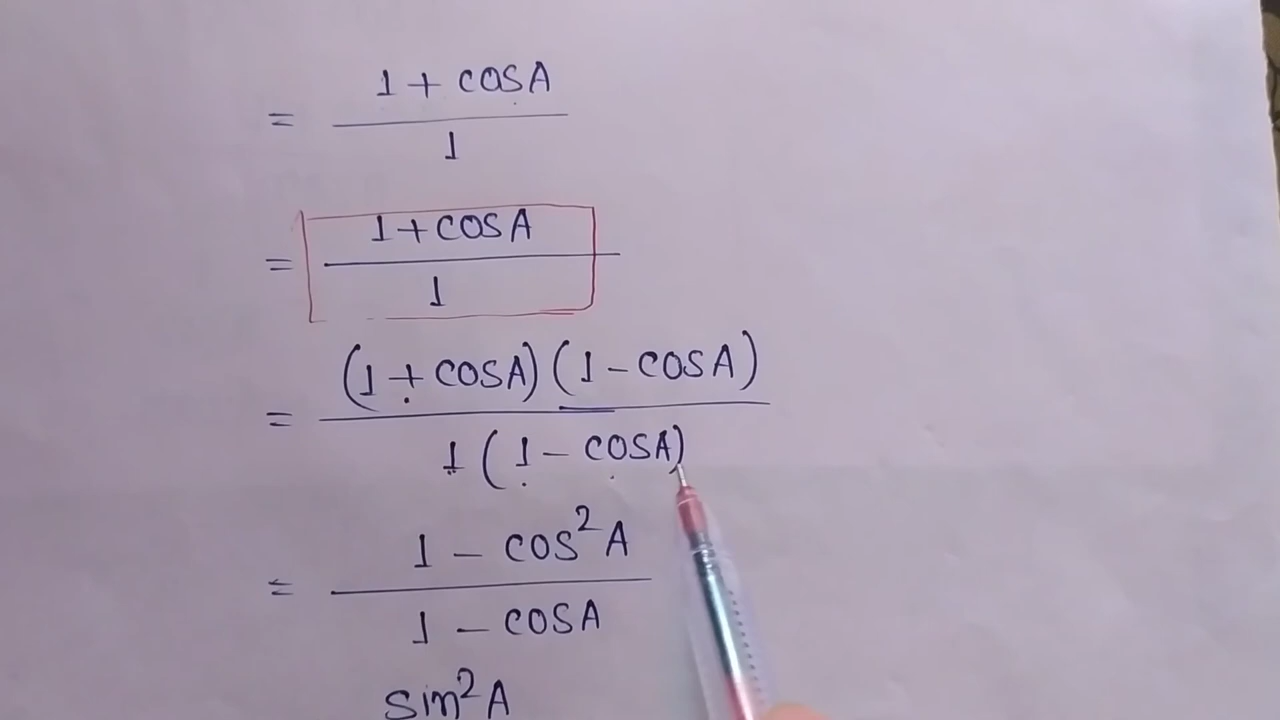 = 1 + cosA
1
= 1 + cosA
1
= (1 + cosA) (1 - cosA)
1 (1 - cosA)
= 1 - cos²A
1 - cosA
sin²A